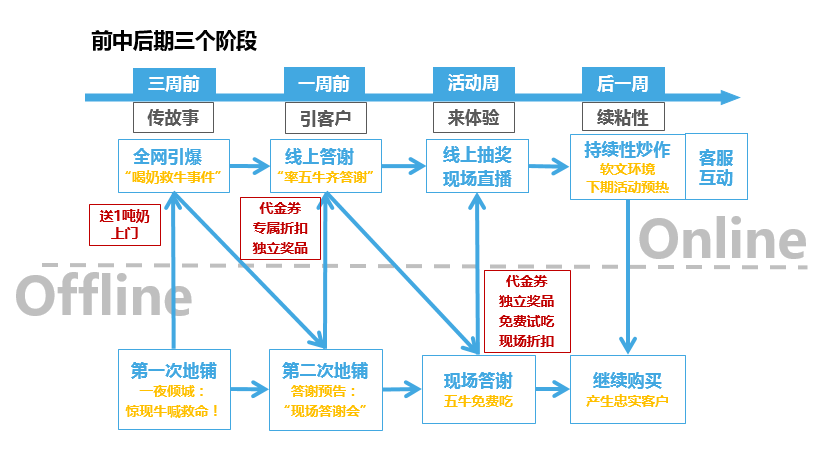 前中后期三个阶段
三周前
一周前
活动周
后一周
传故事
引客户
来体验
续粘性
全网引爆
“喝奶救牛事件”
线上答谢
“率五牛齐答谢”
线上抽奖
现场直播
持续性炒作
软文环境
下期活动预热
客服
互动
送1吨奶
上门
代金券
专属折扣
独立奖品
Online
Offline
代金券
独立奖品
免费试吃
现场折扣
第一次地铺
一夜倾城：
惊现牛喊救命！
第二次地铺
答谢预告：
“现场答谢会”
现场答谢
五牛免费吃
继续购买
产生忠实客户